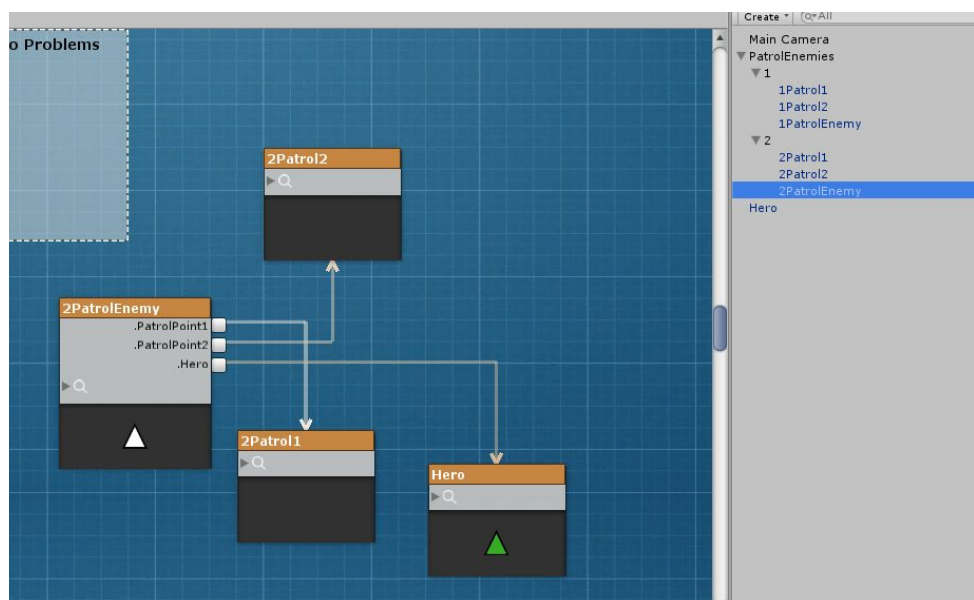 o Problems
2Patrol2
2PatrolEnemy
.PatrolPoint1
.PatrolPoint2
.Hero
2Patrol1
Hero
Create
All
Main Camera
PatrolEnemies
1
1Patrol1
1Patrol2
1PatrolEnemy
2
2Patrol1
2Patrol2
2PatrolEnemy
Hero